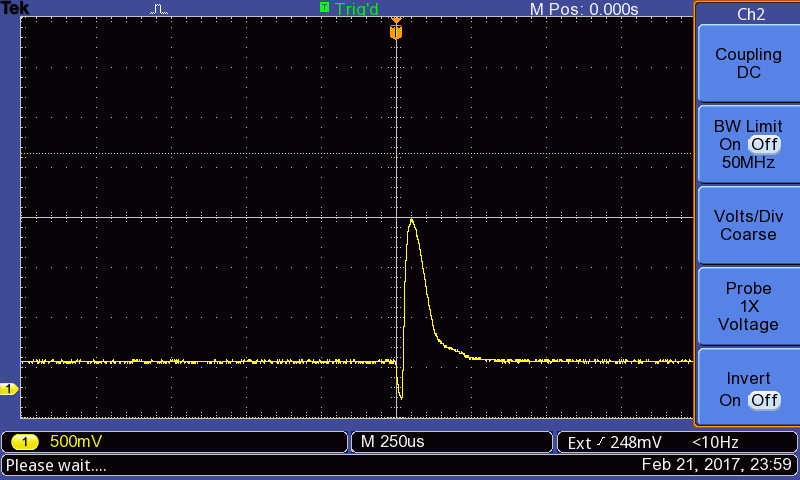 Tek
T Trig'd
M Pos: 0.000s
T
1
Ch2
Coupling
DC
BW Limit
On Off
50MHz
Volts/Div
Coarse
Probe
1X
Voltage
Invert
On Off
1 500mV
M 250us
Ext 248mV <10Hz
Please wait....
Feb 21, 2017, 23:59